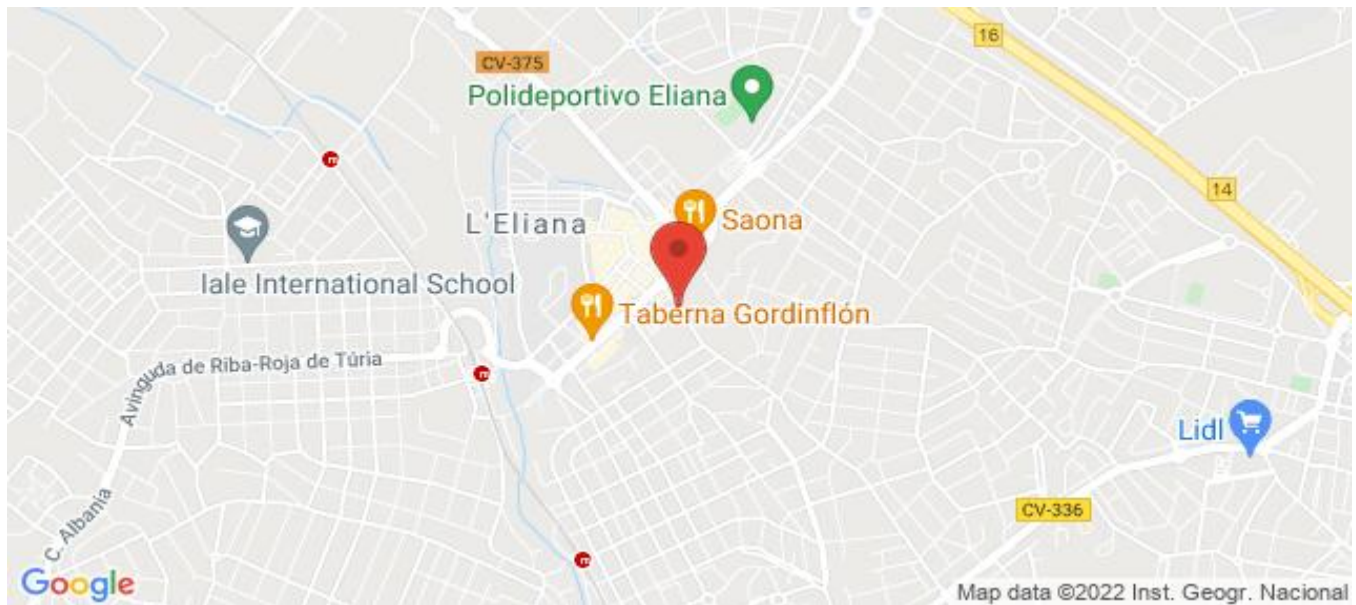 16
CV-375
Polideportivo Eliana
14
Saona
L'Eliana
Iale International School
Taberna Gordinflón
Avinguda de Riba-Roja de Túria
Lidl
C. Albania
CV-336
Google
Map data ©2022 Inst. Geogr. Nacional